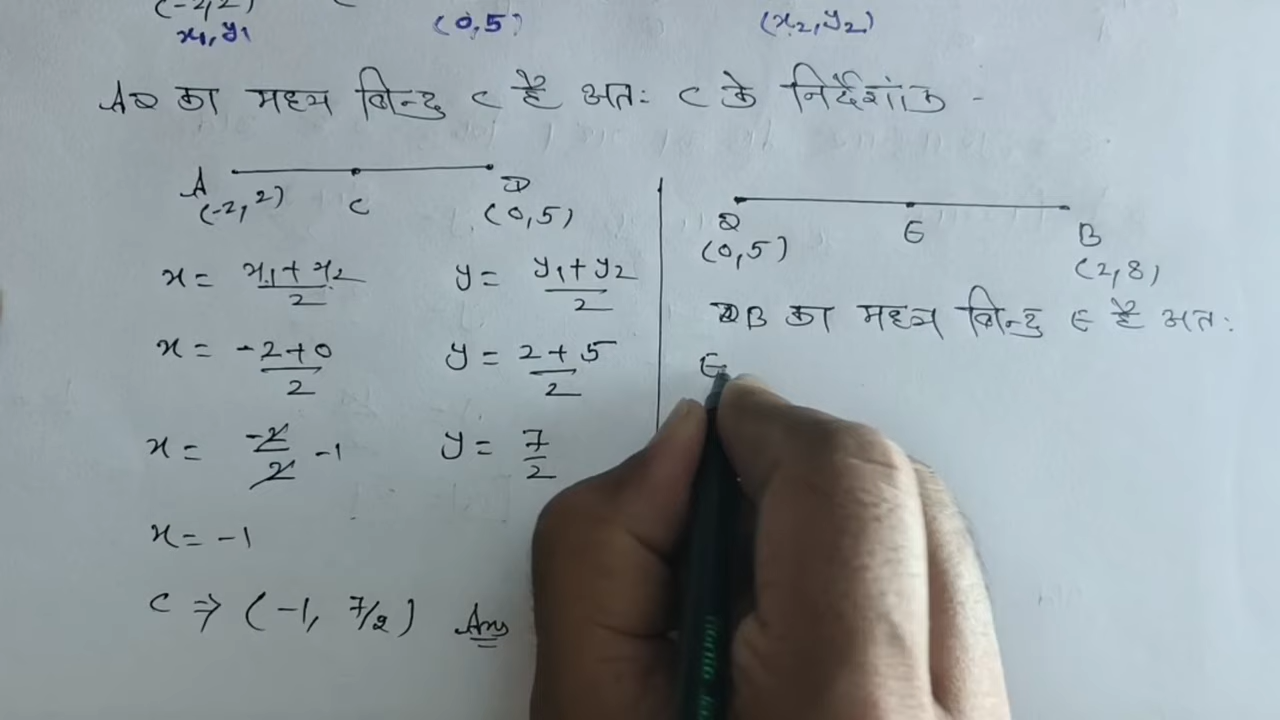 (-2,2)
x1, y1 (0,5) (x2, y2)
AD का मध्य बिन्दु C है अतः C के निर्देशांक -
A C D
(-2, 2) (0,5)
x = x1 + x2 / 2 y = y1 + y2 / 2
x = -2+0 / 2 y = 2 + 5 / 2
x = -2 / 2 -1 y = 7 / 2
x = -1
C ⇒ (-1, 7/2) Ans
D E B
(0,5) (2,8)
DB का मध्य बिन्दु E है अतः
E